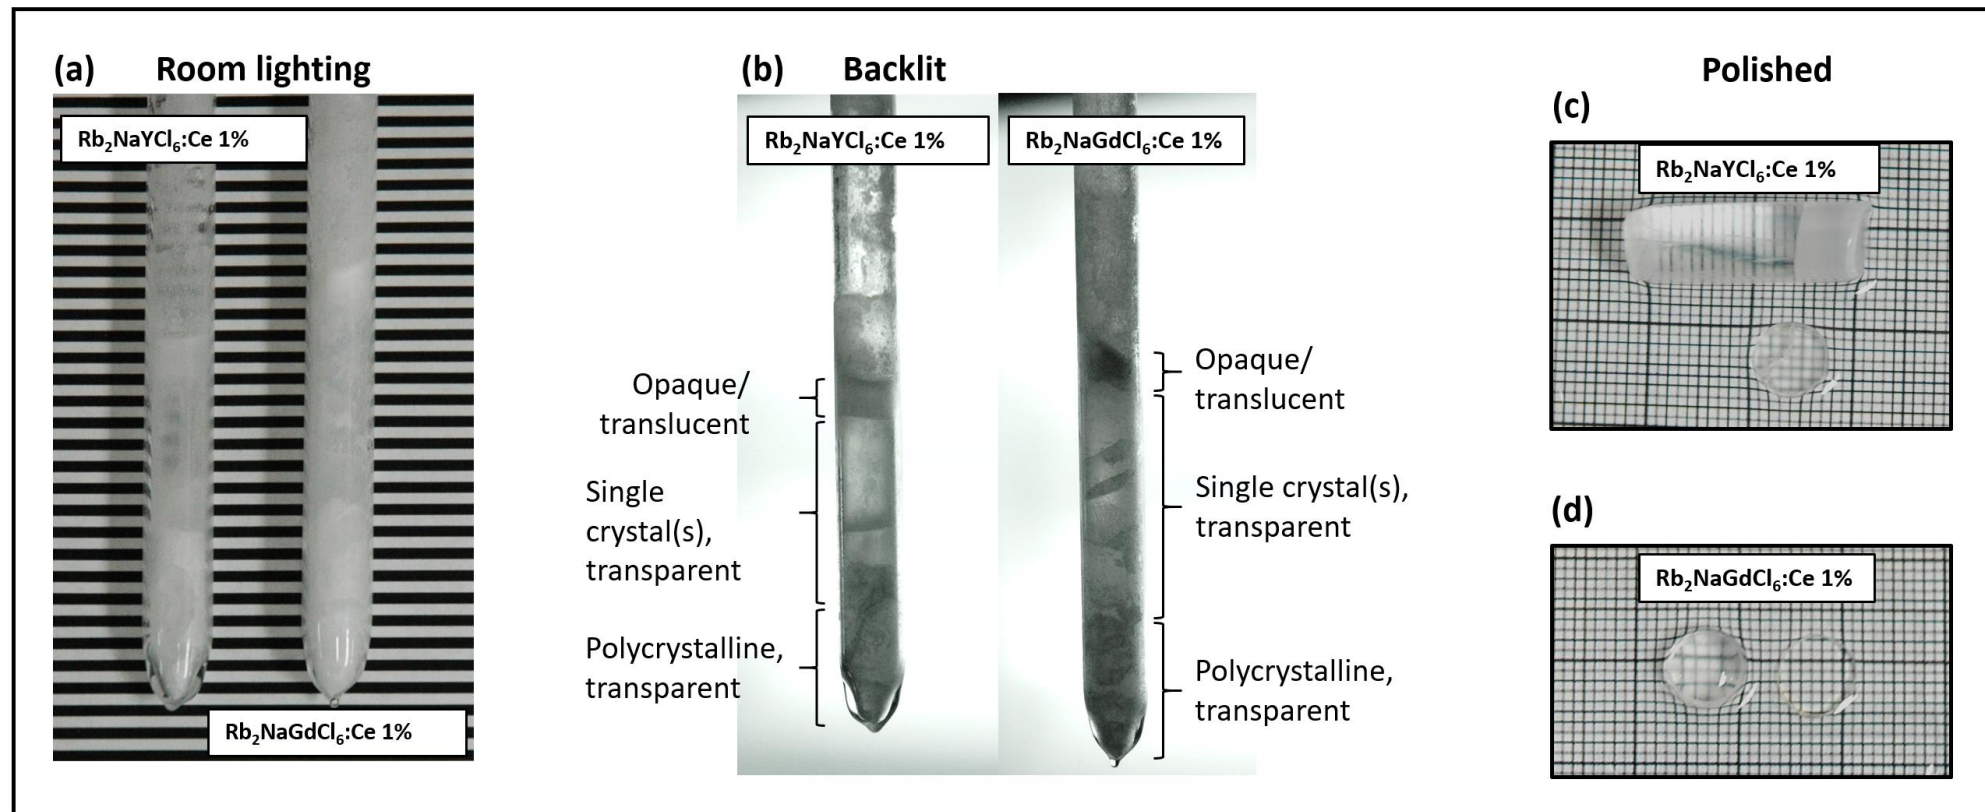 (a) Room lighting
Rb₂NaYCl₆:Ce 1%
Rb₂NaGdCl₆:Ce 1%
(b) Backlit
Rb₂NaYCl₆:Ce 1%
Rb₂NaGdCl₆:Ce 1%
Opaque/
translucent
Single
crystal(s),
transparent
Polycrystalline,
transparent
Opaque/
translucent
Single crystal(s),
transparent
Polycrystalline,
transparent
Polished
(c)
Rb₂NaYCl₆:Ce 1%
(d)
Rb₂NaGdCl₆:Ce 1%